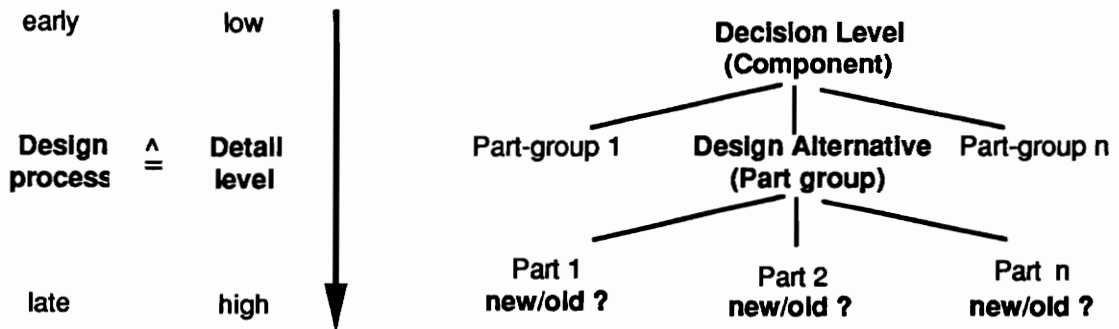 early low
Decision Level
(Component)
Design ≙ Detail
process level
Part-group 1 Design Alternative Part-group n
(Part group)
Part 1 Part 2 Part n
new/old ? new/old ? new/old ?
late high